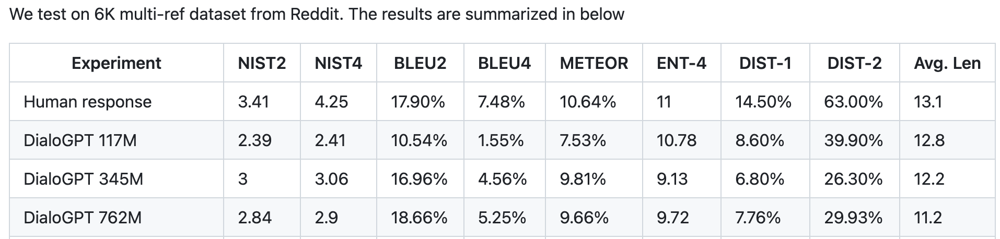 We test on 6K multi-ref dataset from Reddit. The results are summarized in below
Experiment NIST2 NIST4 BLEU2 BLEU4 METEOR ENT-4 DIST-1 DIST-2 Avg. Len
Human response 3.41 4.25 17.90% 7.48% 10.64% 11 14.50% 63.00% 13.1
DialoGPT 117M 2.39 2.41 10.54% 1.55% 7.53% 10.78 8.60% 39.90% 12.8
DialoGPT 345M 3 3.06 16.96% 4.56% 9.81% 9.13 6.80% 26.30% 12.2
DialoGPT 762M 2.84 2.9 18.66% 5.25% 9.66% 9.72 7.76% 29.93% 11.2